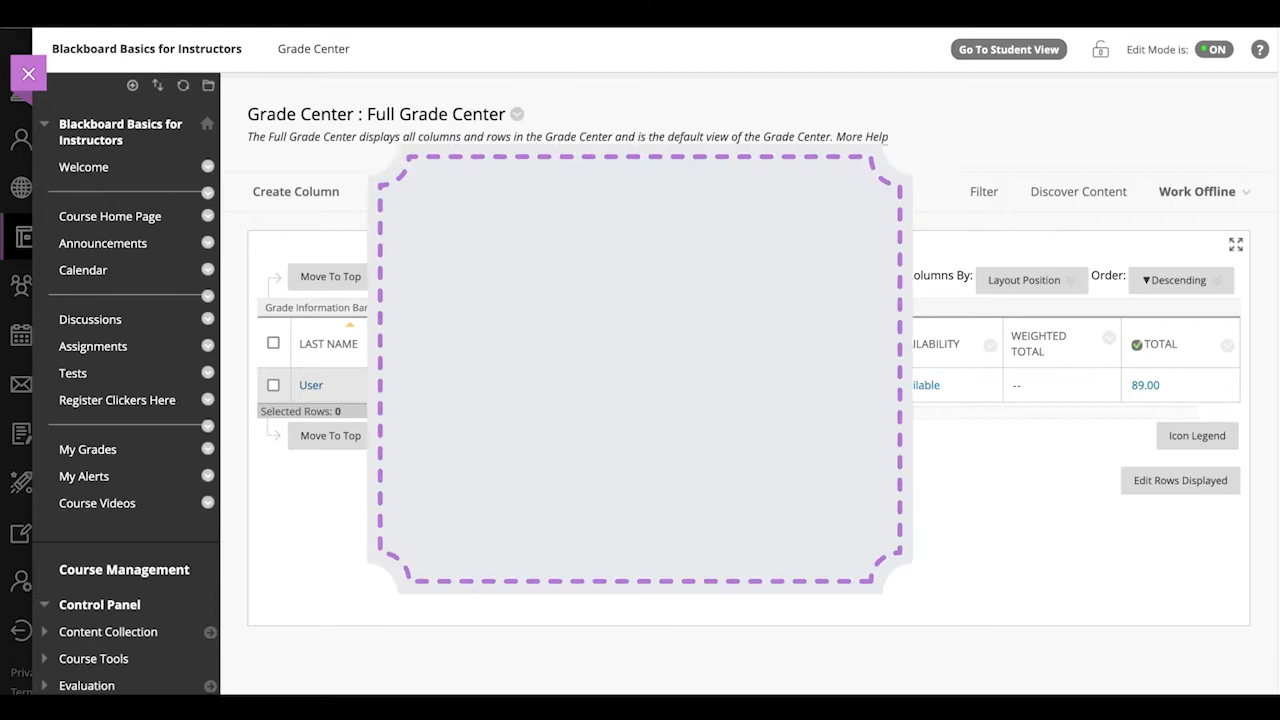 Blackboard Basics for Instructors Grade Center Go To Student View Edit Mode is: ON ?
Blackboard Basics for
Instructors
Welcome
Course Home Page
Announcements
Calendar
Discussions
Assignments
Tests
Register Clickers Here
My Grades
My Alerts
Course Videos
Course Management
Control Panel
Content Collection
Course Tools
Evaluation
Grade Center : Full Grade Center
The Full Grade Center displays all columns and rows in the Grade Center and is the default view of the Grade Center. More Help
Create Column Filter Discover Content Work Offline
Move To Top Layout Position Order: ▼Descending
By:
Grade Information
LAST NAME WEIGHTED
TOTAL TOTAL
User -- 89.00
Selected Rows: 0
Move To Top Icon Legend
Edit Rows Displayed